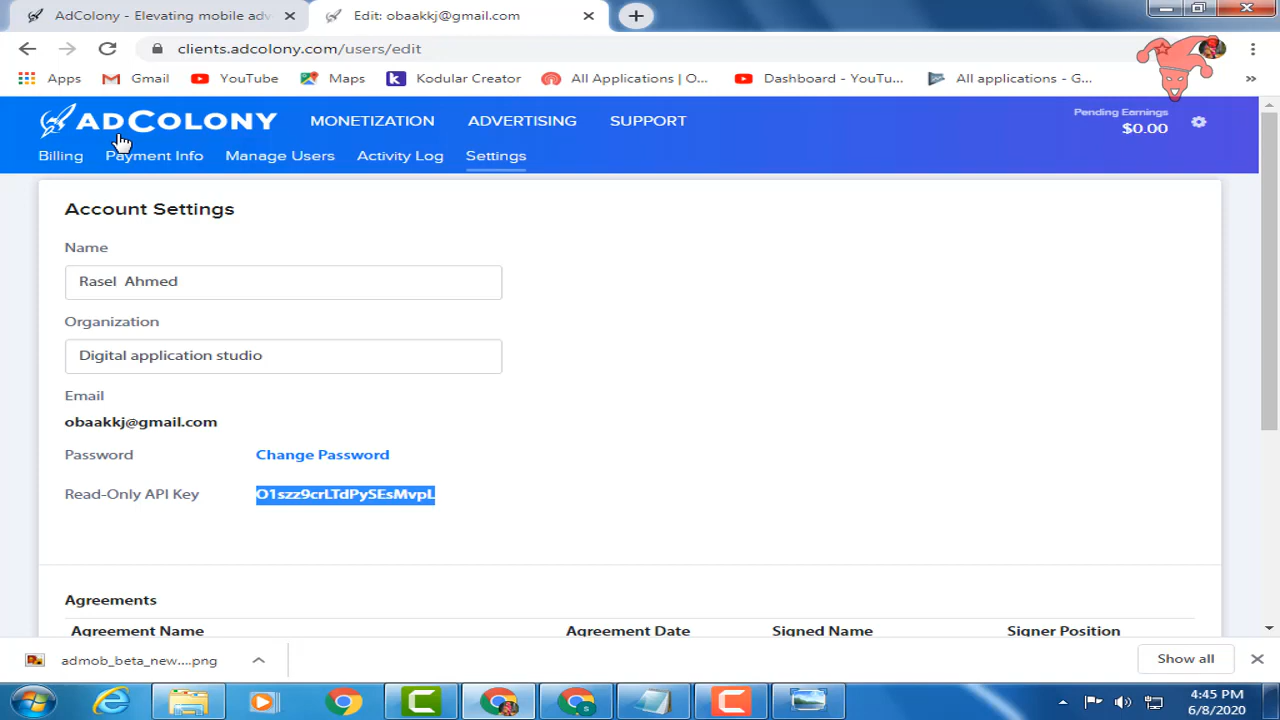 AdColony - Elevating mobile adv
Edit: obaakkj@gmail.com
clients.adcolony.com/users/edit
Apps
Gmail
YouTube
Maps
Kodular Creator
All Applications | O...
Dashboard - YouTu...
All applications - G...
ADCOLONY
MONETIZATION
ADVERTISING
SUPPORT
Pending Earnings
$0.00
Billing
Payment Info
Manage Users
Activity Log
Settings
Account Settings
Name
Rasel Ahmed
Organization
Digital application studio
Email
obaakkj@gmail.com
Password
Change Password
Read-Only API Key
O1szz9crLTdPySEsMvpL
Agreements
Agreement Name
Agreement Date
Signed Name
Signer Position
admob_beta_new....png
Show all
4:45 PM
6/8/2020